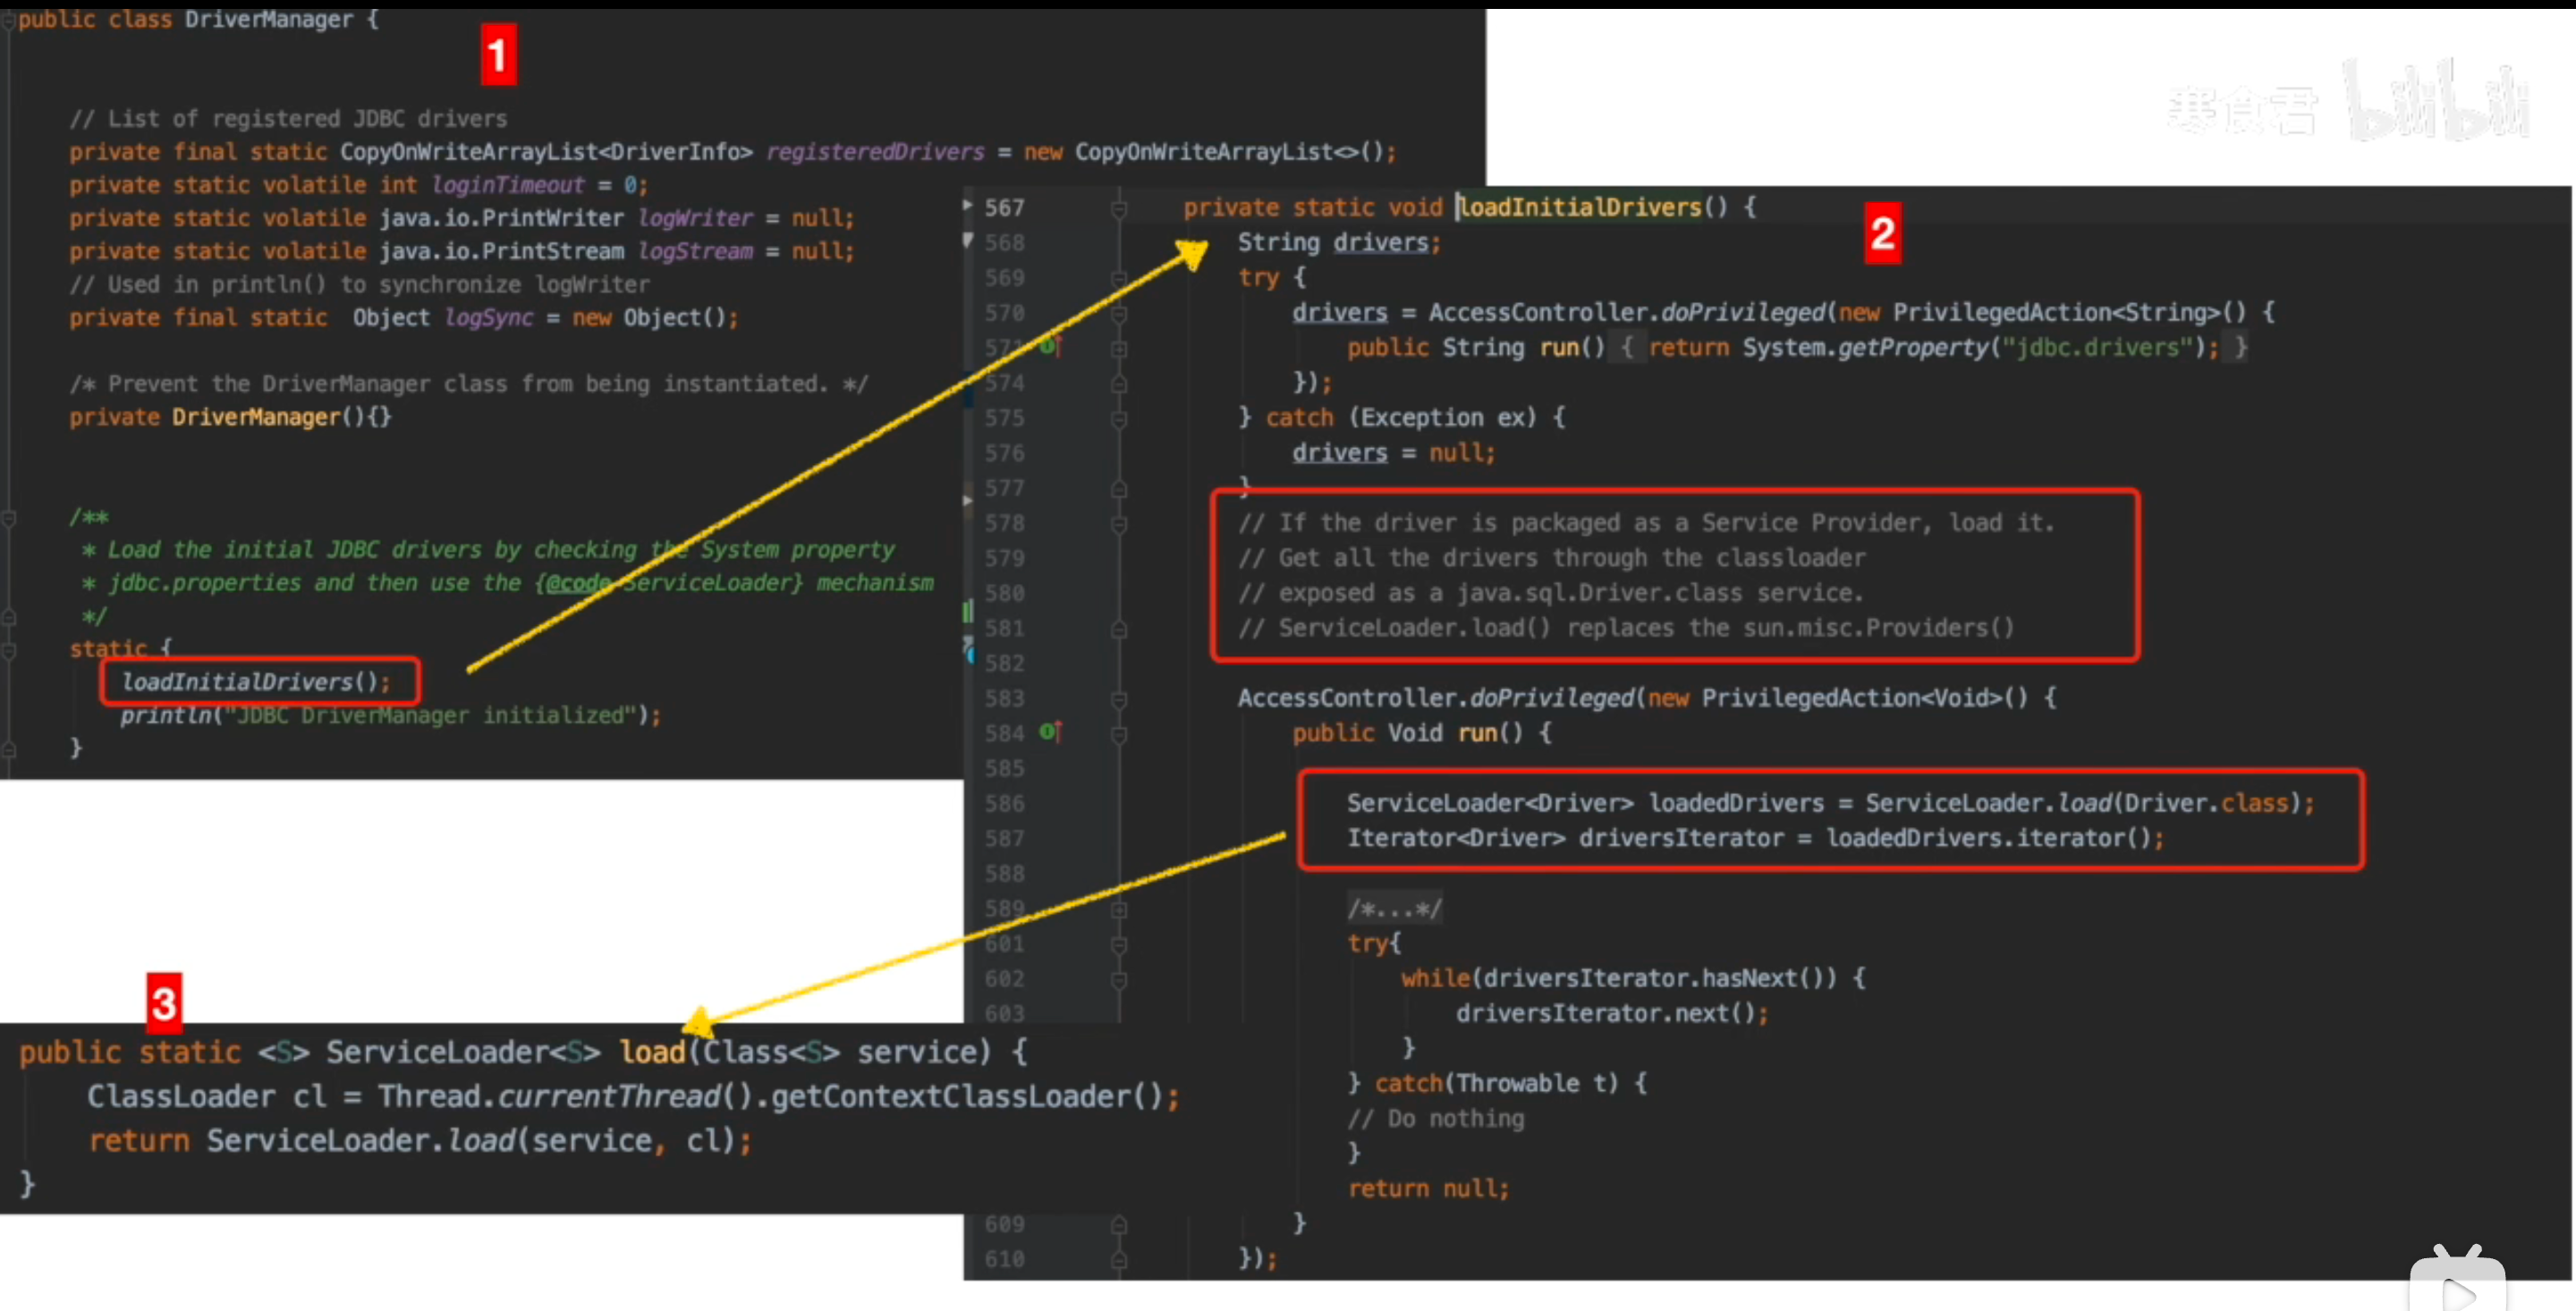 public class DriverManager {
1
// List of registered JDBC drivers
private final static CopyOnWriteArrayList<DriverInfo> registeredDrivers = new CopyOnWriteArrayList<>();
private static volatile int loginTimeout = 0;
private static volatile java.io.PrintWriter logWriter = null;
private static volatile java.io.PrintStream logStream = null;
// Used in println() to synchronize logWriter
private final static  Object logSync = new Object();
/* Prevent the DriverManager class from being instantiated. */
private DriverManager(){}
/**
* Load the initial JDBC drivers by checking the System property
* jdbc.properties and then use the {@code ServiceLoader} mechanism
*/
static {
loadInitialDrivers();
println("JDBC DriverManager initialized");
}
寒食君 bilibili
2
567 private static void loadInitialDrivers() {
568 String drivers;
569 try {
570 drivers = AccessController.doPrivileged(new PrivilegedAction<String>() {
571 public String run() { return System.getProperty("jdbc.drivers"); }
574 });
575 } catch (Exception ex) {
576 drivers = null;
577 }
578 // If the driver is packaged as a Service Provider, load it.
579 // Get all the drivers through the classloader
580 // exposed as a java.sql.Driver.class service.
581 // ServiceLoader.load() replaces the sun.misc.Providers()
582
583 AccessController.doPrivileged(new PrivilegedAction<Void>() {
584 public Void run() {
585
586 ServiceLoader<Driver> loadedDrivers = ServiceLoader.load(Driver.class);
587 Iterator<Driver> driversIterator = loadedDrivers.iterator();
588
589 /*...*/
601 try{
602 while(driversIterator.hasNext()) {
603 driversIterator.next();
}
} catch(Throwable t) {
// Do nothing
}
return null;
609 }
610 });
3
public static <S> ServiceLoader<S> load(Class<S> service) {
ClassLoader cl = Thread.currentThread().getContextClassLoader();
return ServiceLoader.load(service, cl);
}